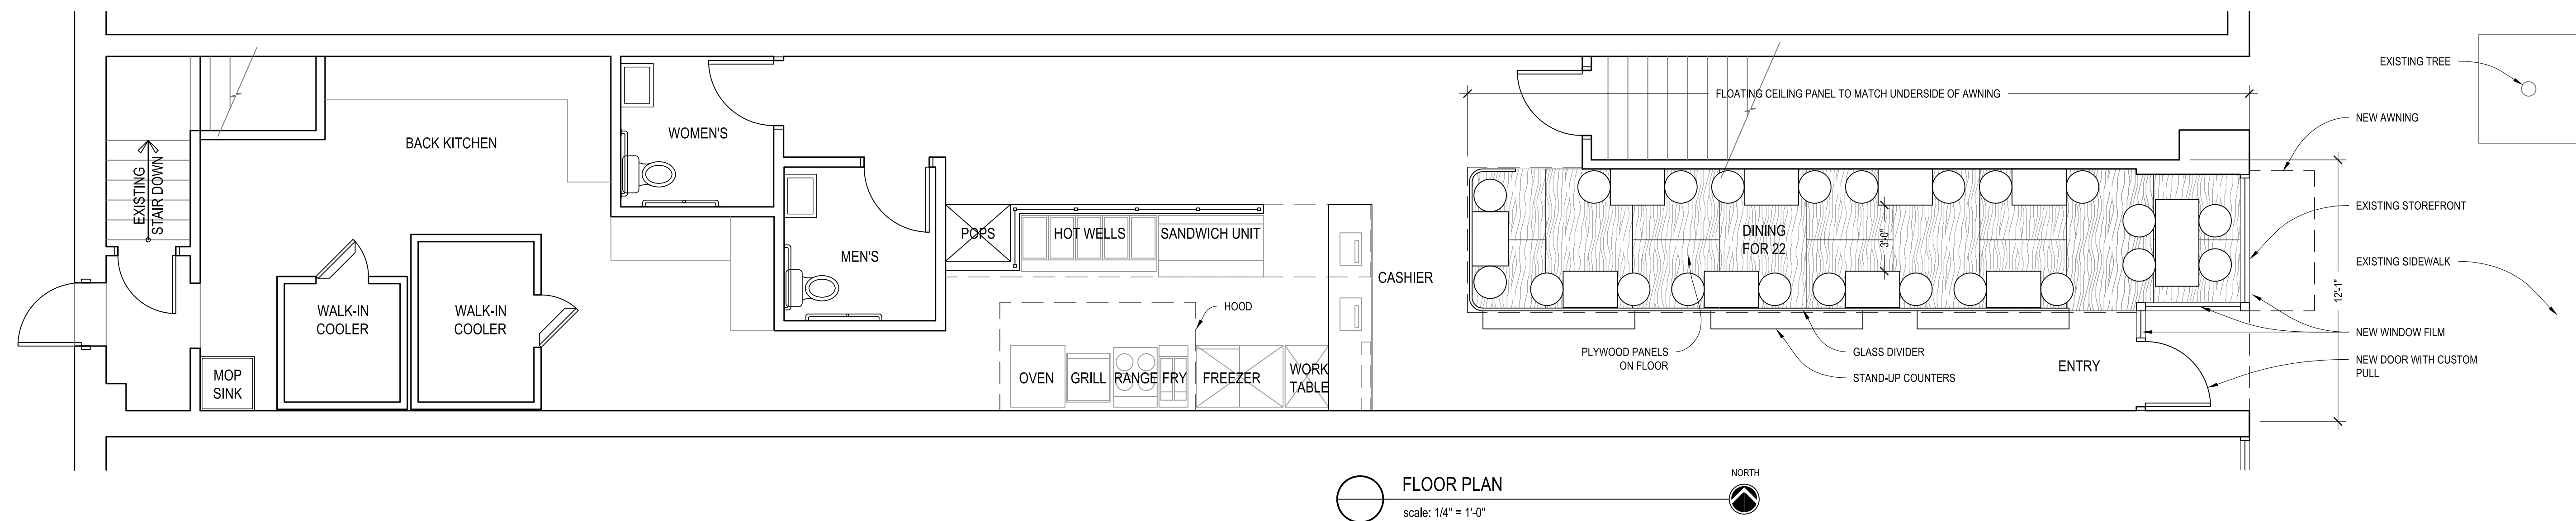 EXISTING
STAIR DOWN
BACK KITCHEN
WALK-IN
COOLER
WALK-IN
COOLER
MOP
SINK
WOMEN'S
MEN'S
POPS
HOT WELLS
SANDWICH UNIT
HOOD
OVEN
GRILL
RANGE
FRY
FREEZER
WORK
TABLE
CASHIER
FLOATING CEILING PANEL TO MATCH UNDERSIDE OF AWNING
DINING
FOR 22
3'-0"
PLYWOOD PANELS
ON FLOOR
GLASS DIVIDER
STAND-UP COUNTERS
ENTRY
12'-1"
EXISTING TREE
NEW AWNING
EXISTING STOREFRONT
EXISTING SIDEWALK
NEW WINDOW FILM
NEW DOOR WITH CUSTOM
PULL
FLOOR PLAN
scale: 1/4" = 1'-0"
NORTH